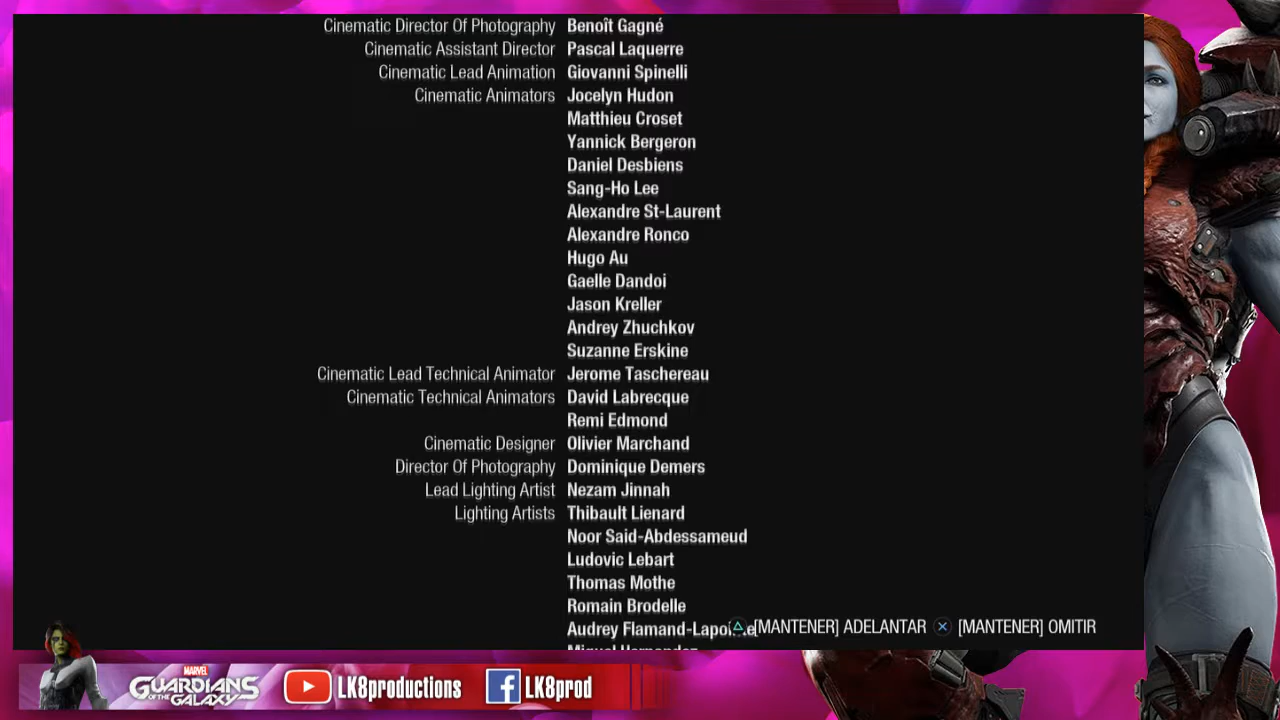 Cinematic Director Of Photography Benoît Gagné
Cinematic Assistant Director Pascal Laquerre
Cinematic Lead Animation Giovanni Spinelli
Cinematic Animators Jocelyn Hudon
Matthieu Croset
Yannick Bergeron
Daniel Desbiens
Sang-Ho Lee
Alexandre St-Laurent
Alexandre Ronco
Hugo Au
Gaelle Dandoi
Jason Kreller
Andrey Zhuchkov
Suzanne Erskine
Cinematic Lead Technical Animator Jerome Taschereau
Cinematic Technical Animators David Labrecque
Remi Edmond
Cinematic Designer Olivier Marchand
Director Of Photography Dominique Demers
Lead Lighting Artist Nezam Jinnah
Lighting Artists Thibault Lienard
Noor Said-Abdessameud
Ludovic Lebart
Thomas Mothe
Romain Brodelle
Audrey
[MANTENER] ADELANTAR [MANTENER] OMITIR
MARVEL
GUARDIANS
OF THE
GALAXY
LK8productions
LK8prod